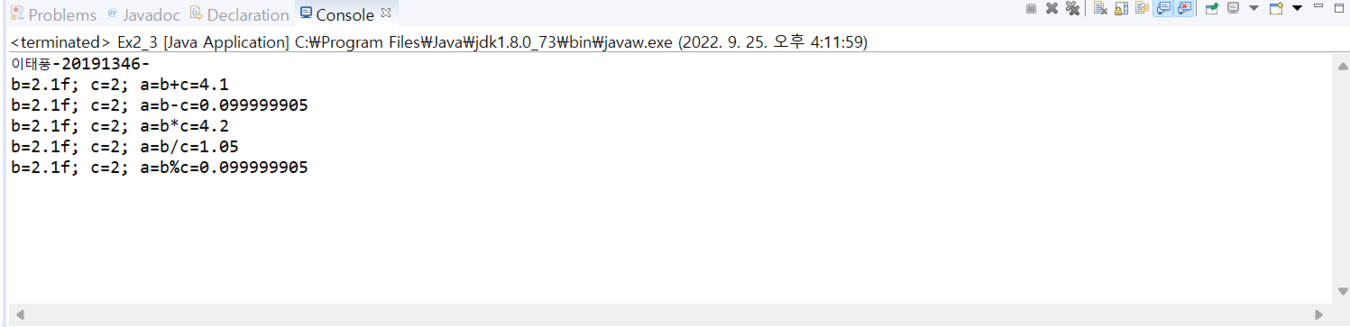 Problems @ Javadoc Declaration Console
<terminated> Ex2_3 [Java Application] C:₩Program Files₩Java₩jdk1.8.0_73₩bin₩javaw.exe (2022. 9. 25. 오후 4:11:59)
이태풍-20191346-
b=2.1f; c=2; a=b+c=4.1
b=2.1f; c=2; a=b-c=0.099999905
b=2.1f; c=2; a=b*c=4.2
b=2.1f; c=2; a=b/c=1.05
b=2.1f; c=2; a=b%c=0.099999905